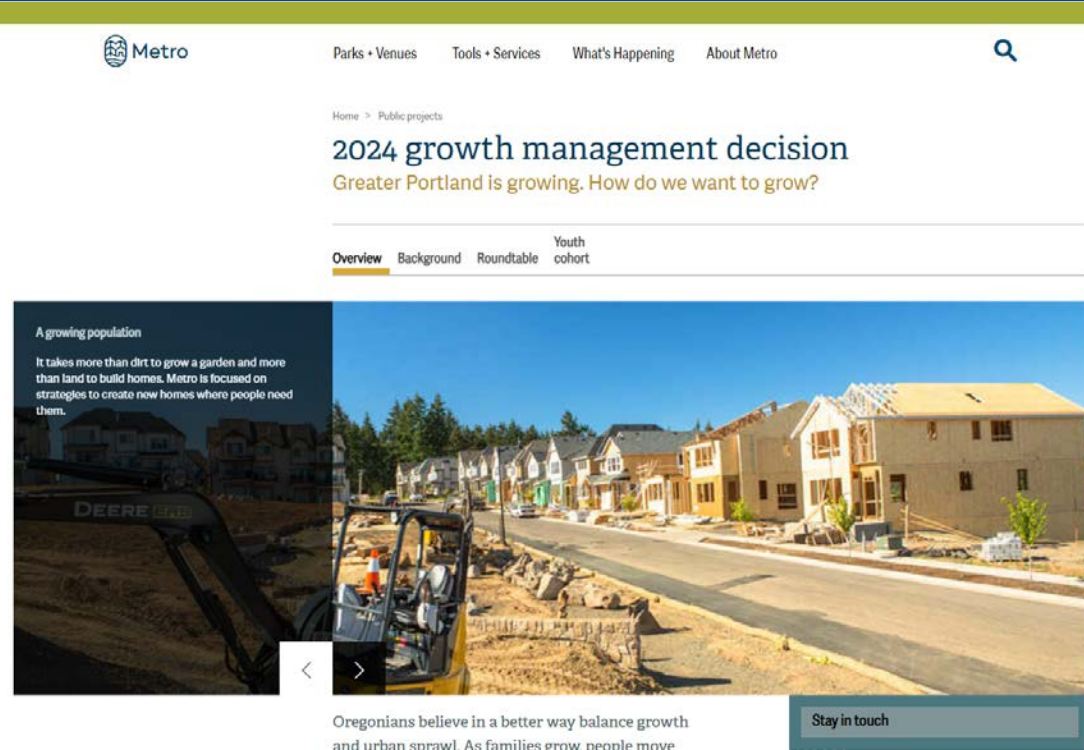 Metro
Parks + Venues
Tools + Services
What's Happening
About Metro
Home > Public projects
2024 growth management decision
Greater Portland is growing. How do we want to grow?
Overview
Background
Roundtable
Youth
cohort
A growing population
It takes more than dirt to grow a garden and more
than land to build homes. Metro is focused on
strategies to create new homes where people need
them.
DEERE
Oregonians believe in a better way balance growth
and urban sprawl. As families grow, people move
Stay in touch